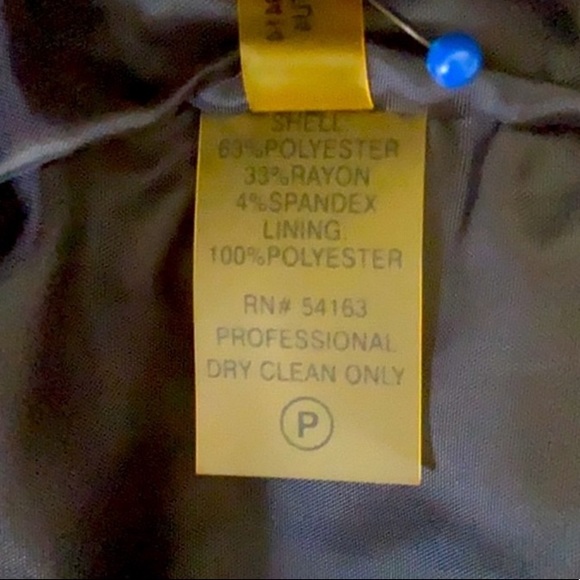 SHELL:
63%POLYESTER
33%RAYON
4%SPANDEX
LINING:
100%POLYESTER
RN# 54163
PROFESSIONAL
DRY CLEAN ONLY
P